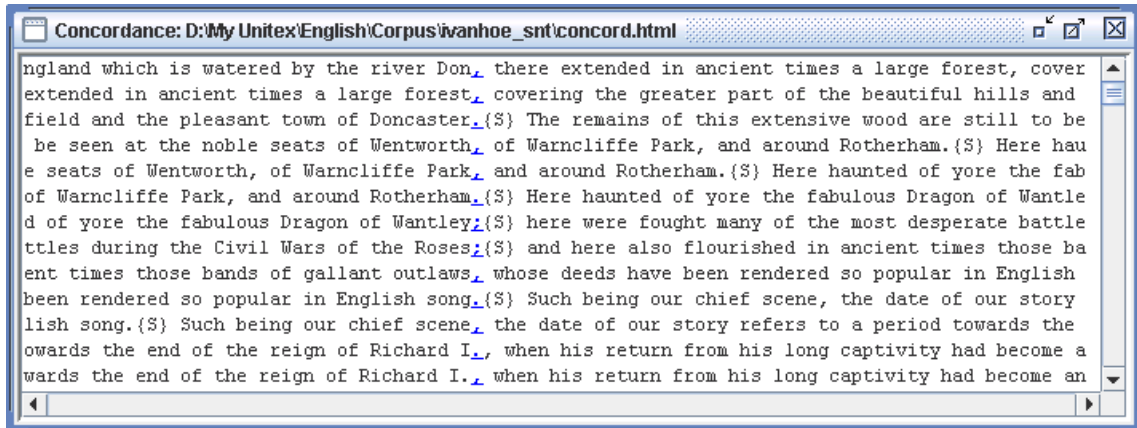 Concordance: D:\My Unitex\English\Corpus\ivanhoe_snt\concord.html
ngland which is watered by the river Don, there extended in ancient times a large forest, cover
extended in ancient times a large forest, covering the greater part of the beautiful hills and
field and the pleasant town of Doncaster.{S} The remains of this extensive wood are still to be
be seen at the noble seats of Wentworth, of Warncliffe Park, and around Rotherham.{S} Here hau
e seats of Wentworth, of Warncliffe Park, and around Rotherham.{S} Here haunted of yore the fab
of Warncliffe Park, and around Rotherham.{S} Here haunted of yore the fabulous Dragon of Wantle
d of yore the fabulous Dragon of Wantley;{S} here were fought many of the most desperate battle
ttles during the Civil Wars of the Roses;{S} and here also flourished in ancient times those ba
ent times those bands of gallant outlaws, whose deeds have been rendered so popular in English
been rendered so popular in English song.{S} Such being our chief scene, the date of our story
lish song.{S} Such being our chief scene, the date of our story refers to a period towards the
owards the end of the reign of Richard I., when his return from his long captivity had become a
wards the end of the reign of Richard I., when his return from his long captivity had become an